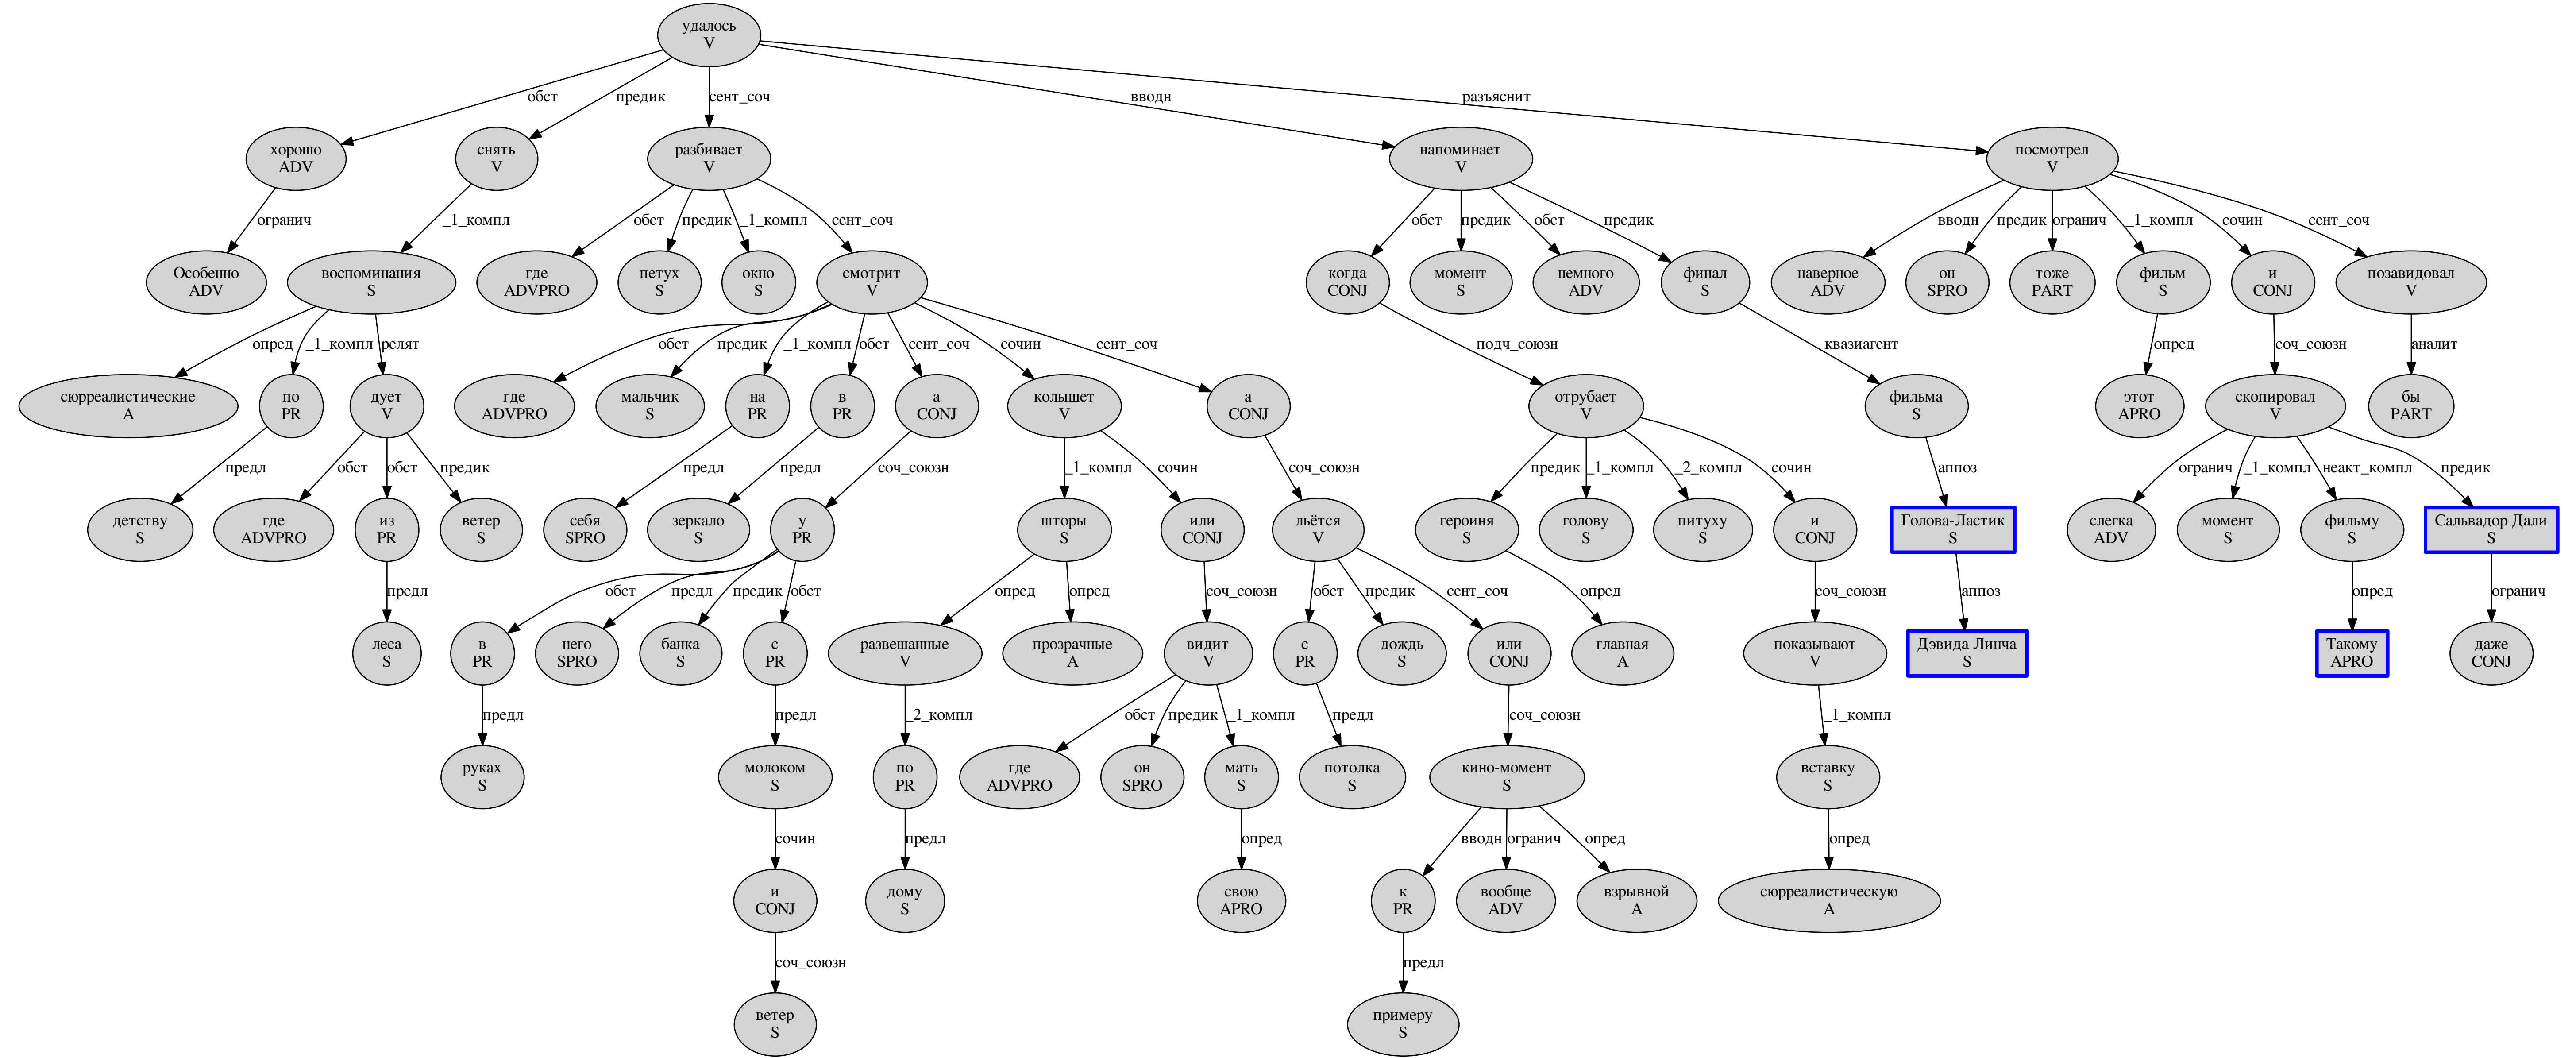 удалось
V
обст
предик
сент_соч
вводн
разъяснит
хорошо
ADV
снять
V
разбивает
V
напоминает
V
посмотрел
V
огранич
_1_компл
обст
предик
_1_компл
сент_соч
обст
предик
обст
предик
вводн
предик
огранич
_1_компл
сочин
сент_соч
Особенно
ADV
воспоминания
S
где
ADVPRO
петух
S
окно
S
смотрит
V
когда
CONJ
момент
S
немного
ADV
финал
S
наверное
ADV
он
SPRO
тоже
PART
фильм
S
и
CONJ
позавидовал
V
опред
_1_компл
релят
обст
предик
_1_компл
обст
сент_соч
сочин
сент_соч
подч_союзн
квазиагент
опред
соч_союзн
аналит
сюрреалистические
A
по
PR
дует
V
где
ADVPRO
мальчик
S
на
PR
в
PR
а
CONJ
колышет
V
а
CONJ
отрубает
V
фильма
S
этот
APRO
скопировал
V
бы
PART
предл
обст
обст
предик
предл
предл
соч_союзн
_1_компл
сочин
соч_союзн
предик
_1_компл
_2_компл
сочин
аппоз
огранич
_1_компл
неакт_компл
предик
детству
S
где
ADVPRO
из
PR
ветер
S
себя
SPRO
зеркало
S
у
PR
шторы
S
или
CONJ
льётся
V
героиня
S
голову
S
питуху
S
и
CONJ
Голова-Ластик
S
слегка
ADV
момент
S
фильму
S
Сальвадор Дали
S
предл
обст
предл
предик
обст
опред
опред
соч_союзн
обст
предик
сент_соч
опред
соч_союзн
аппоз
опред
огранич
леса
S
в
PR
него
SPRO
банка
S
с
PR
развешанные
V
прозрачные
A
видит
V
с
PR
дождь
S
или
CONJ
главная
A
показывают
V
Дэвида Линча
S
Такому
APRO
даже
CONJ
предл
предл
_2_компл
обст
предик
_1_компл
предл
соч_союзн
_1_компл
руках
S
молоком
S
по
PR
где
ADVPRO
он
SPRO
мать
S
потолка
S
кино-момент
S
вставку
S
сочин
предл
опред
вводн
огранич
опред
опред
и
CONJ
дому
S
свою
APRO
к
PR
вообще
ADV
взрывной
A
сюрреалистическую
A
соч_союзн
предл
ветер
S
примеру
S